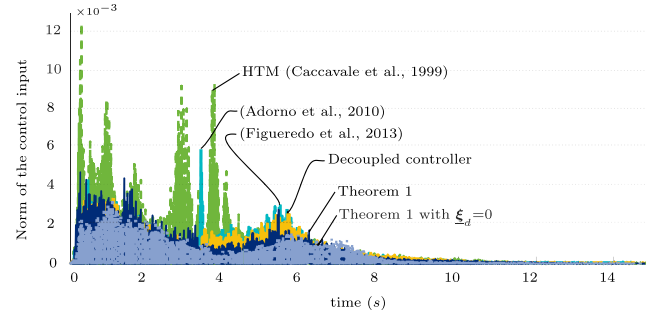 ×10⁻³
12
10
8
6
4
2
0
Norm of the control input
HTM (Caccavale et al., 1999)
(Adorno et al., 2010)
(Figueredo et al., 2013)
Decoupled controller
Theorem 1
Theorem 1 with ξ_d=0
0 2 4 6 8 10 12 14
time (s)